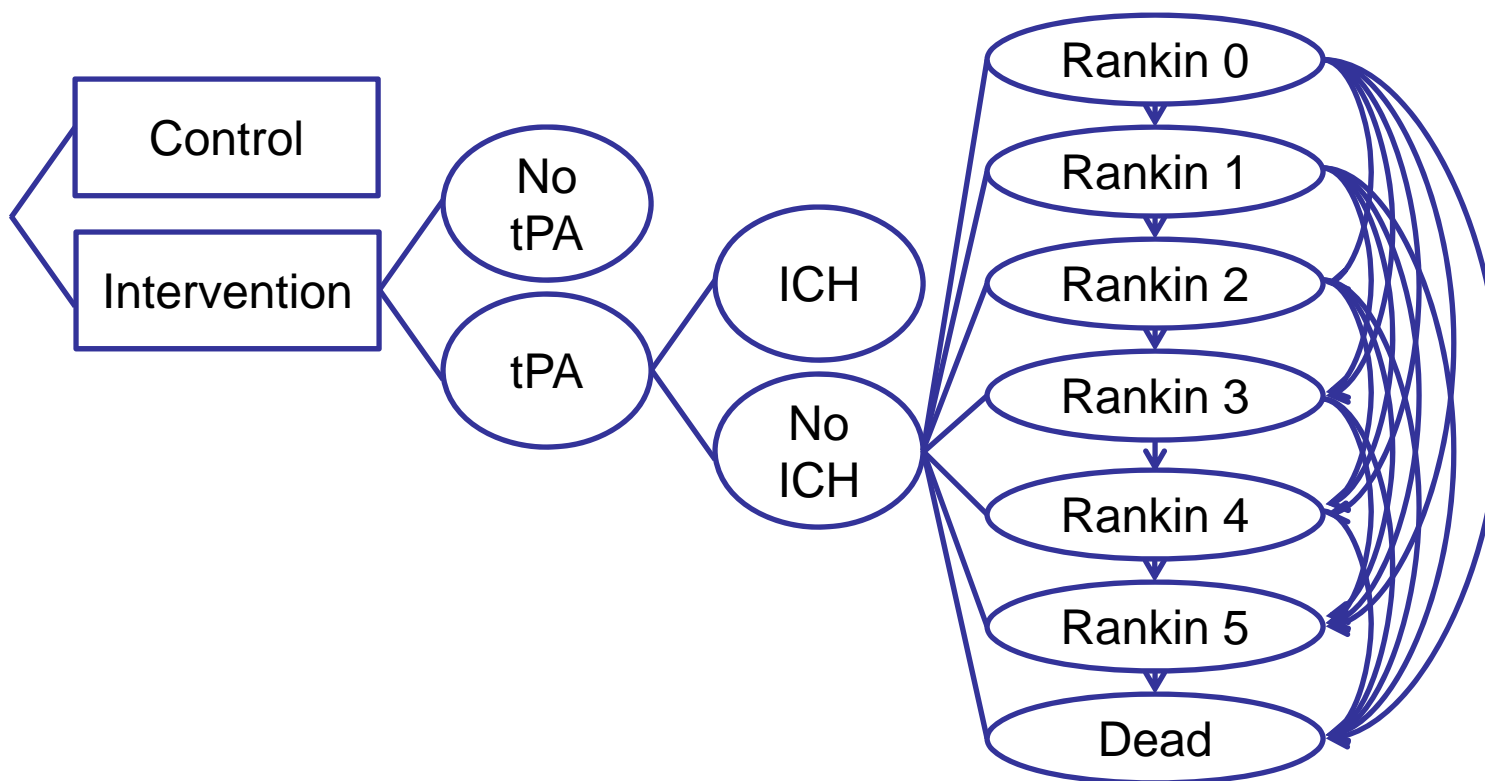 Control
Intervention
No
tPA
tPA
ICH
No
ICH
Rankin 0
Rankin 1
Rankin 2
Rankin 3
Rankin 4
Rankin 5
Dead